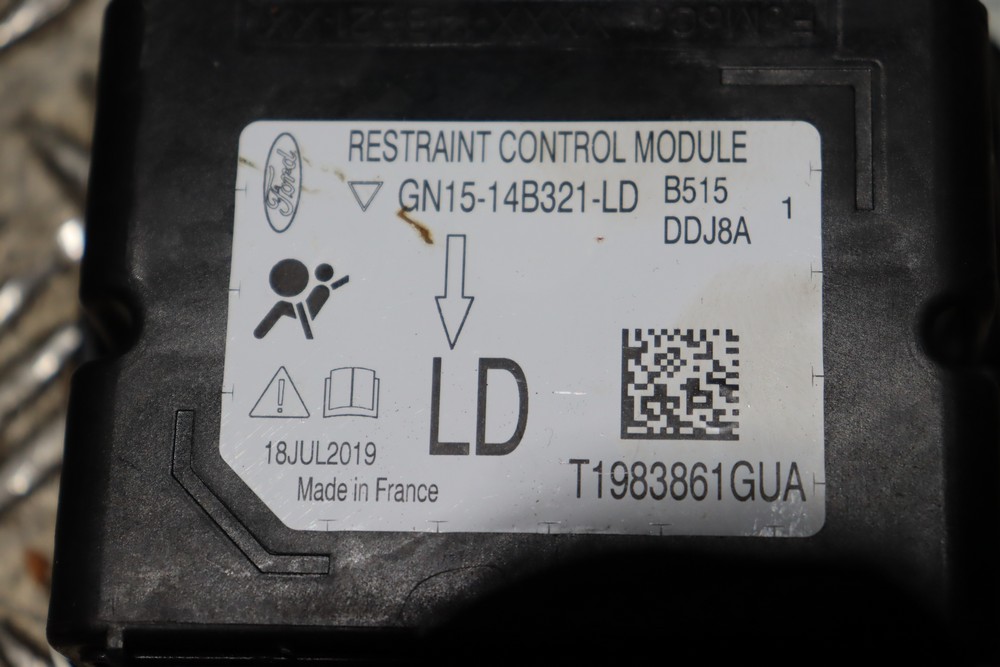 Ford
RESTRAINT CONTROL MODULE
GN15-14B321-LD B515
DDJ8A 1
LD
18JUL2019
Made in France
T1983861GUA